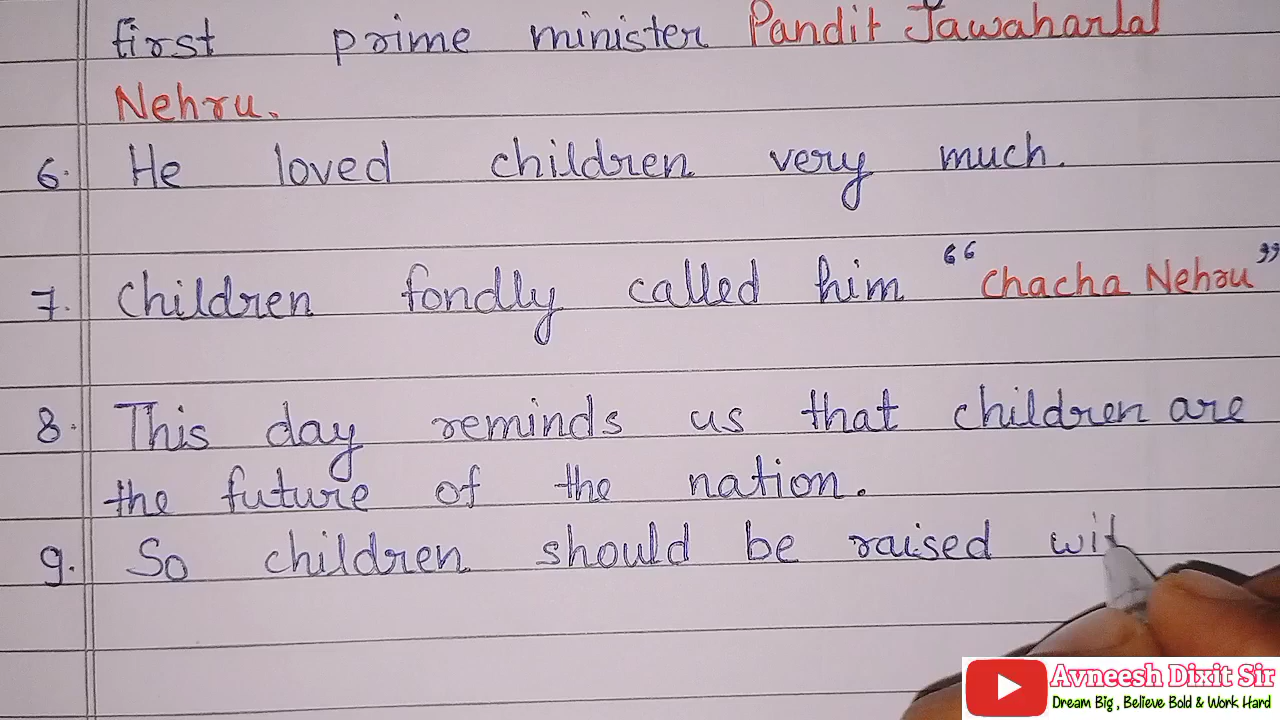 first prime minister Pandit Jawaharlal
Nehru.
6. He loved children very much.
7. Children fondly called him "Chacha Nehru"
8. This day reminds us that children are
the future of the nation.
9. So children should be raised wit
Avneesh Dixit Sir
Dream Big , Believe Bold & Work Hard